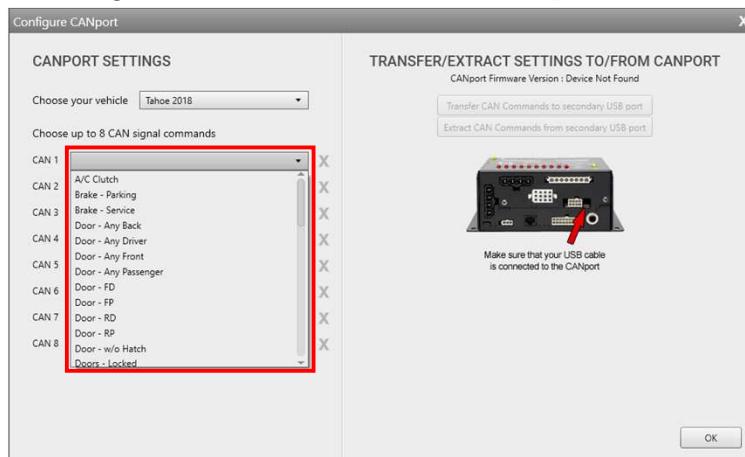 Configure CANport
X
CANPORT SETTINGS
Choose your vehicle Tahoe 2018
Choose up to 8 CAN signal commands
CAN 1 X
A/C Clutch
CAN 2 X
Brake - Parking
CAN 3 X
Brake - Service
Door - Any Back
CAN 4 X
Door - Any Driver
Door - Any Front
CAN 5 X
Door - Any Passenger
CAN 6 X
Door - FD
Door - FP
CAN 7 X
Door - RD
Door - RP
CAN 8 X
Door - w/o Hatch
Doors - Locked
TRANSFER/EXTRACT SETTINGS TO/FROM CANPORT
CANport Firmware Version : Device Not Found
Transfer CAN Commands to secondary USB port
Extract CAN Commands from secondary USB port
Make sure that your USB cable
is connected to the CANport
OK